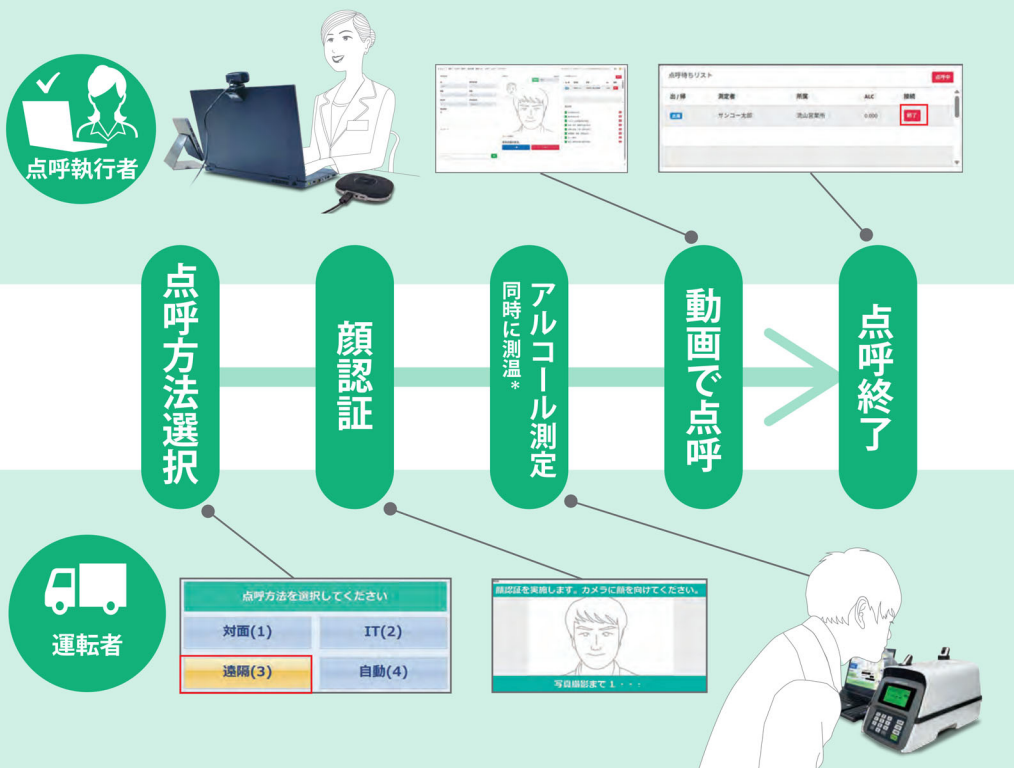 点呼執行者
点呼待ちリスト
点呼中
出/帰
測定者
所属
ALC
接続
サンコー太郎
流山営業所
0.000
終了
点呼方法選択
顔認証
アルコール測定
同時に測温*
動画で点呼
点呼終了
運転者
点呼方法を選択してください
対面(1)
IT(2)
遠隔(3)
自動(4)
顔認証を実施します。カメラに顔を向けてください。
写真撮影まで 1 ・・・